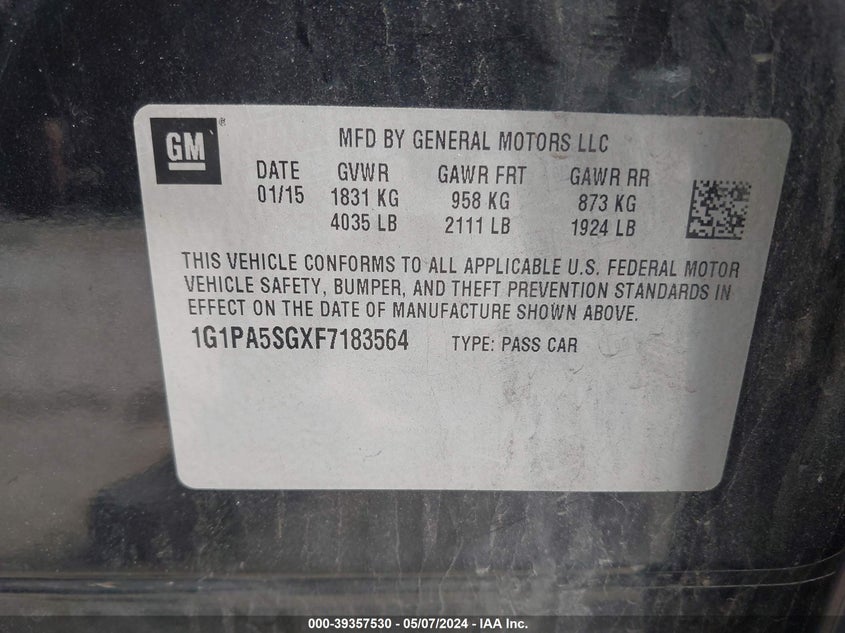 GM®
MFD BY GENERAL MOTORS LLC
DATE GVWR GAWR FRT GAWR RR
01/15 1831 KG 958 KG 873 KG
4035 LB 2111 LB 1924 LB
THIS VEHICLE CONFORMS TO ALL APPLICABLE U.S. FEDERAL MOTOR
VEHICLE SAFETY, BUMPER, AND THEFT PREVENTION STANDARDS IN
EFFECT ON THE DATE OF MANUFACTURE SHOWN ABOVE.
1G1PA5SGXF7183564 TYPE: PASS CAR
000-39357530 - 05/07/2024 - IAA Inc.